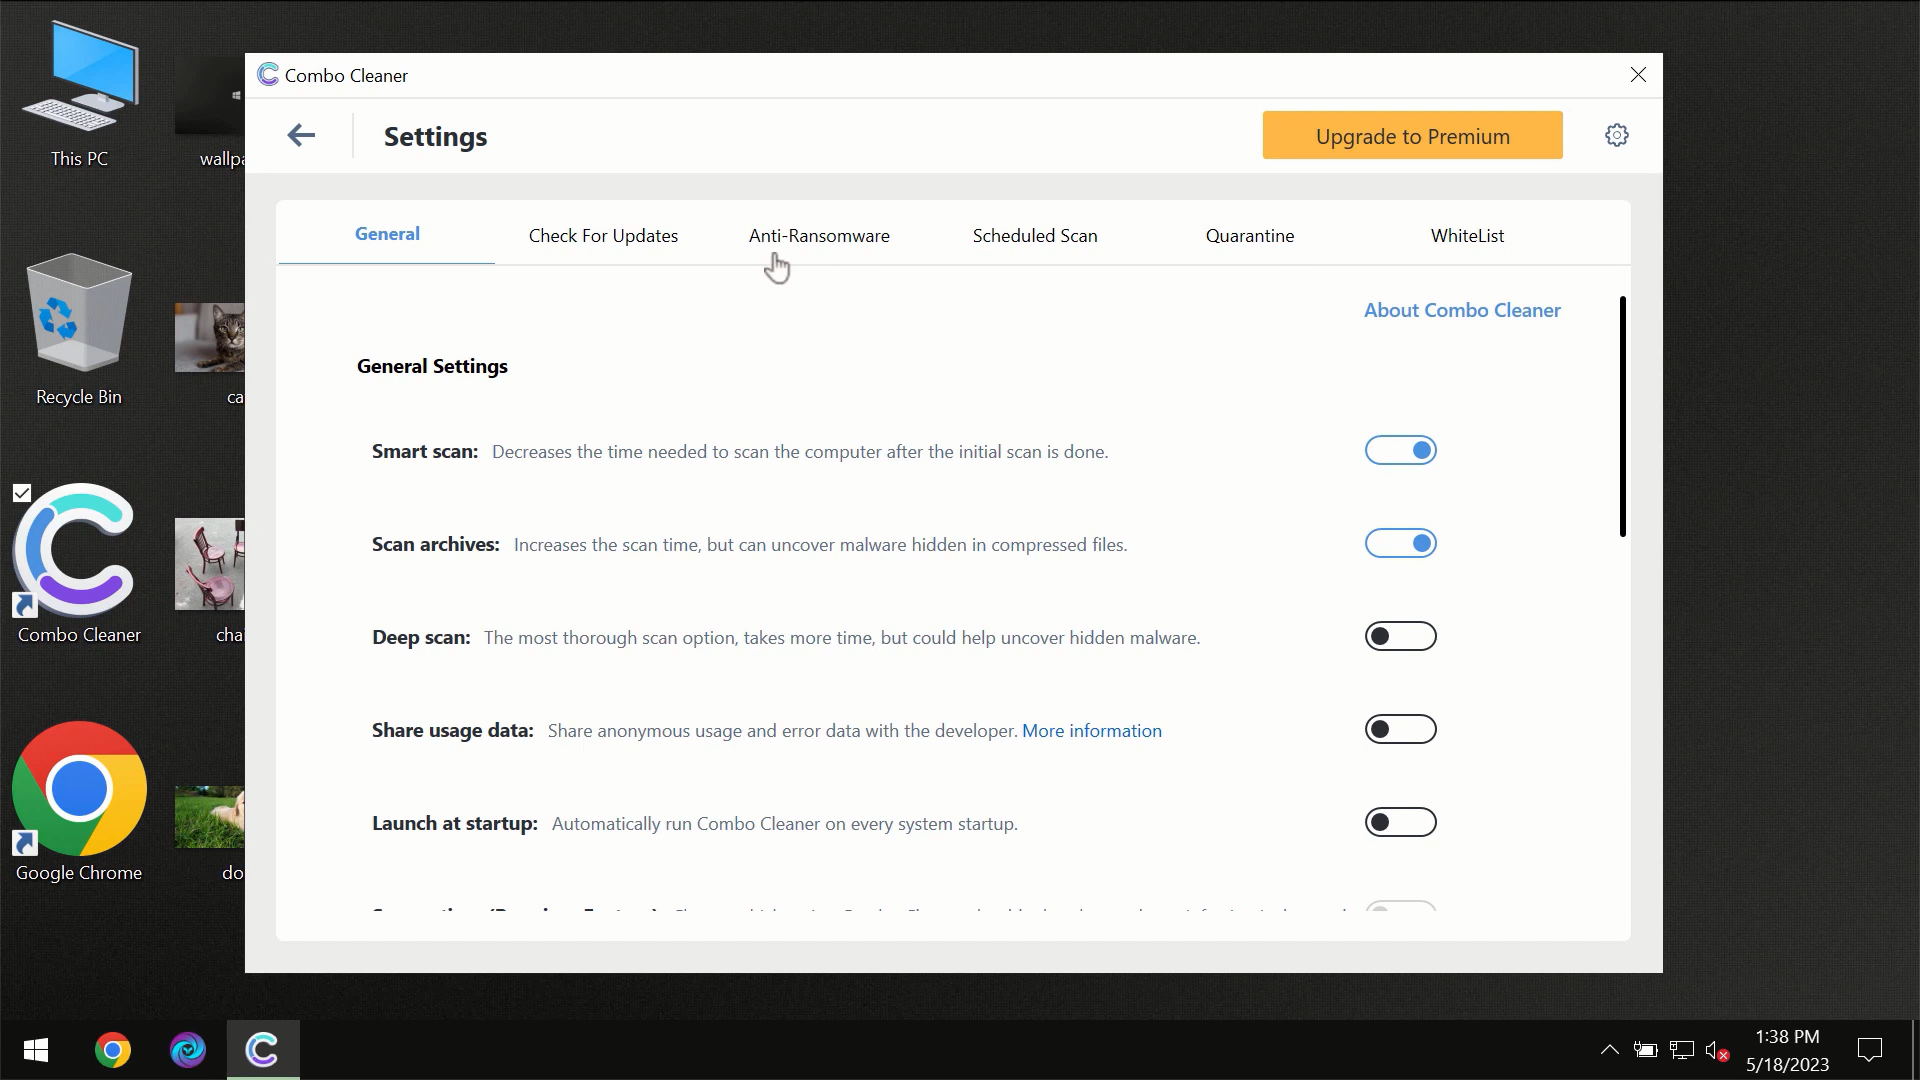 Combo Cleaner
Settings
Upgrade to Premium
General
Check For Updates
Anti-Ransomware
Scheduled Scan
Quarantine
WhiteList
About Combo Cleaner
General Settings
Smart scan: Decreases the time needed to scan the computer after the initial scan is done.
Scan archives: Increases the scan time, but can uncover malware hidden in compressed files.
Deep scan: The most thorough scan option, takes more time, but could help uncover hidden malware.
Share usage data: Share anonymous usage and error data with the developer. More information
Launch at startup: Automatically run Combo Cleaner on every system startup.
This PC
wallpa
Recycle Bin
ca
Combo Cleaner
chai
Google Chrome
do
1:38 PM
5/18/2023